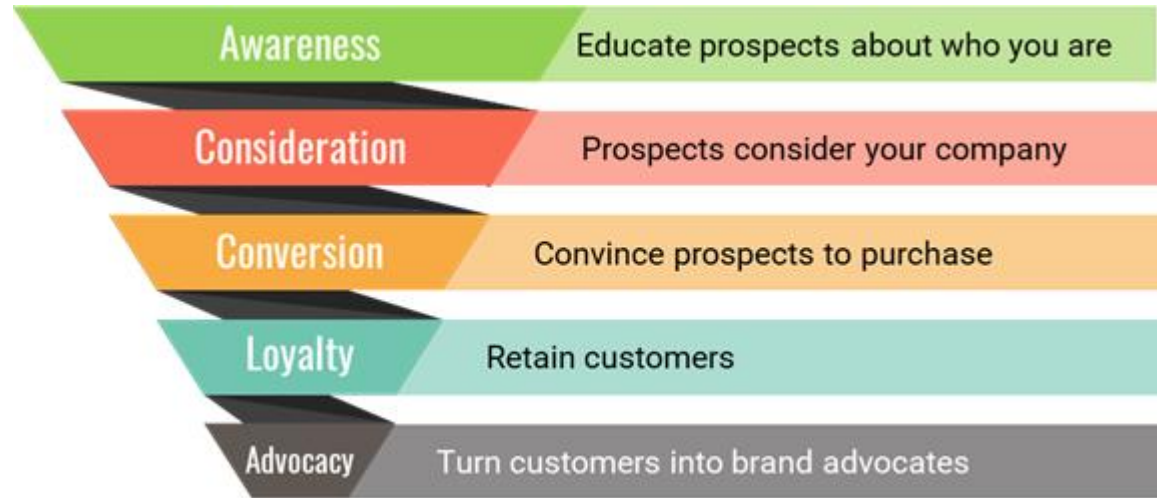 Awareness
Educate prospects about who you are
Consideration
Prospects consider your company
Conversion
Convince prospects to purchase
Loyalty
Retain customers
Advocacy
Turn customers into brand advocates